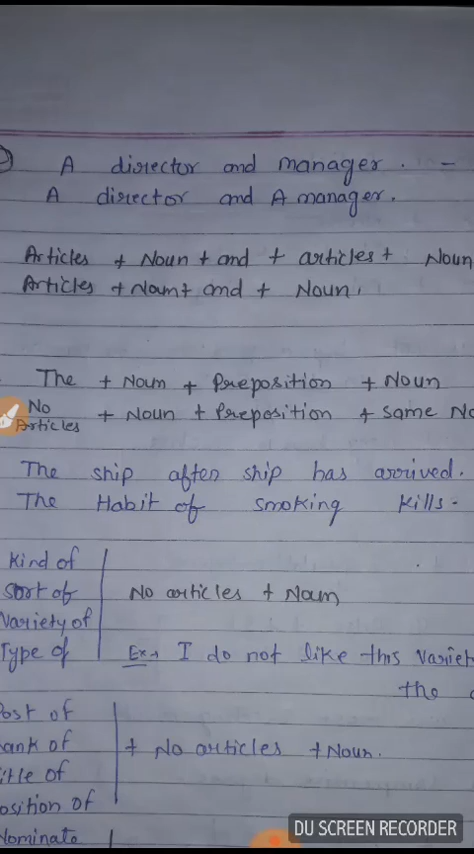 A director and manager. -
A director and A manager.
Articles + Noun + and + articles + Noun
Articles + Noun + and + Noun.
The + Noun + Preposition + Noun
No Articles + Noun + Preposition + Same No
The ship after ship has arrived.
The Habit of smoking kills.
Kind of
Sort of No articles + Noun
Variety of
Type of Ex→ I do not like this variet
the
Post of
ank of + No articles + Noun.
itle of
osition of
Nominate
DU SCREEN RECORDER